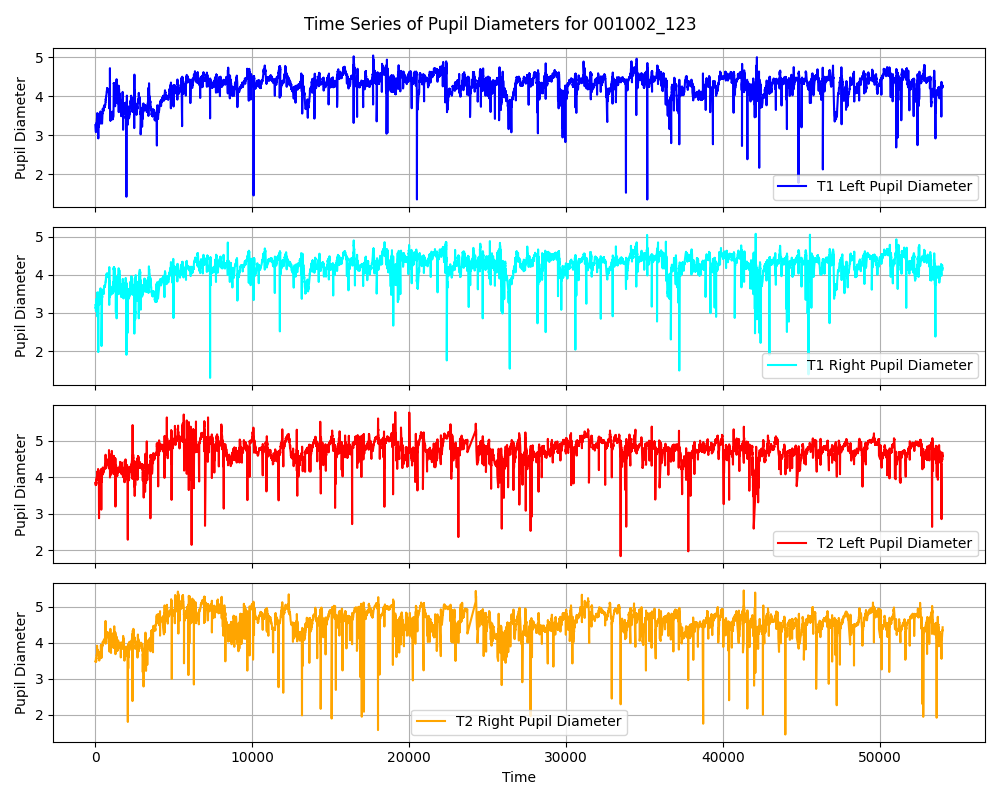 Time Series of Pupil Diameters for 001002_123
5
4
3
2
Pupil Diameter
T1 Left Pupil Diameter
5
4
3
2
Pupil Diameter
T1 Right Pupil Diameter
5
4
3
2
Pupil Diameter
T2 Left Pupil Diameter
5
4
3
2
Pupil Diameter
T2 Right Pupil Diameter
0 10000 20000 30000 40000 50000
Time